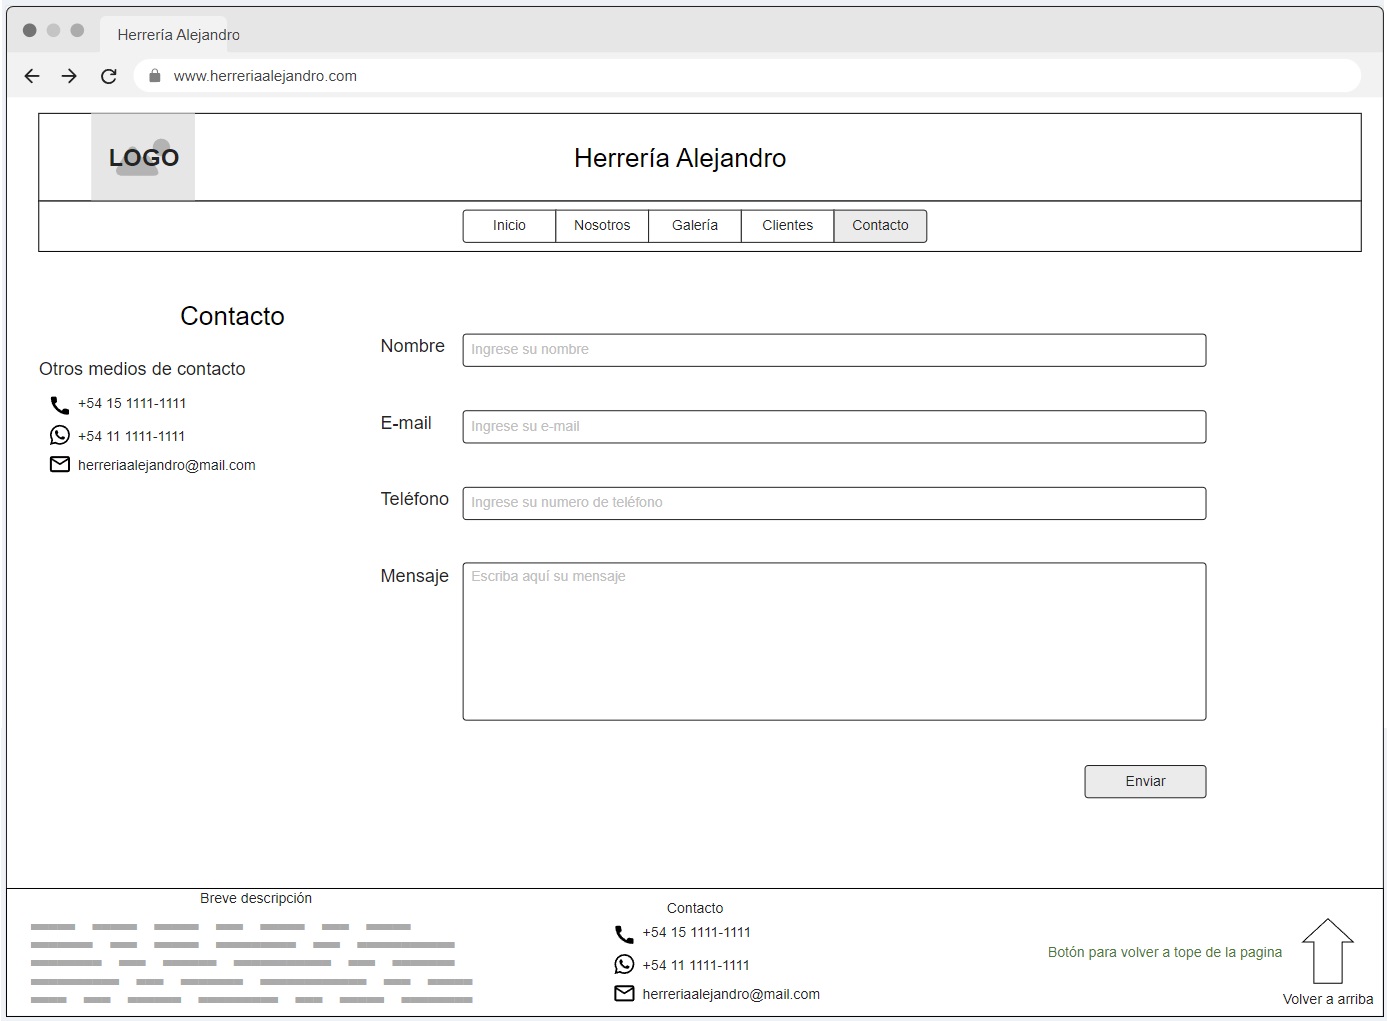 Herrería Alejandro
www.herreriaalejandro.com
LOGO
Herrería Alejandro
Inicio Nosotros Galería Clientes Contacto
Contacto
Otros medios de contacto
+54 15 1111-1111
+54 11 1111-1111
herreriaalejandro@mail.com
Nombre Ingrese su nombre
E-mail Ingrese su e-mail
Teléfono Ingrese su numero de teléfono
Mensaje Escriba aquí su mensaje
Enviar
Breve descripción
Contacto
+54 15 1111-1111
+54 11 1111-1111
herreriaalejandro@mail.com
Botón para volver a tope de la pagina
Volver a arriba